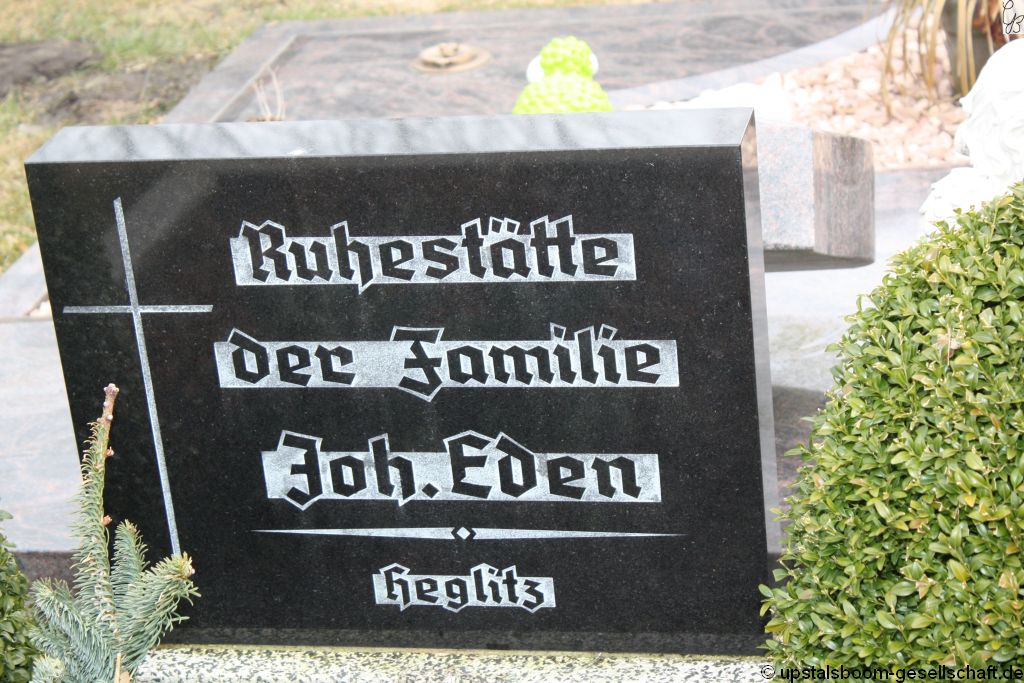 Ruhestätte
der Familie
Joh. Eden
Heglitz
© upstalsboom-gesellschaft.de